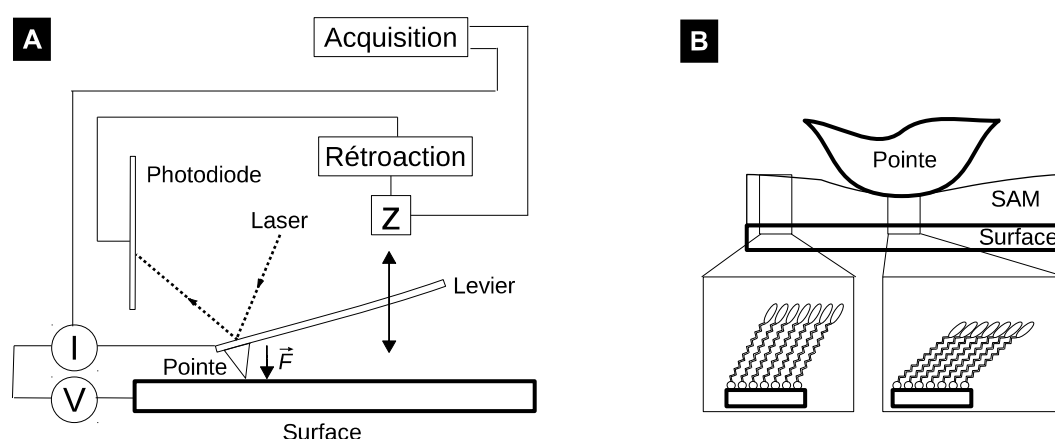 A
Acquisition
Rétroaction
Photodiode
Z
Laser
Levier
I
Pointe
F
V
Surface
B
Pointe
SAM
Surface